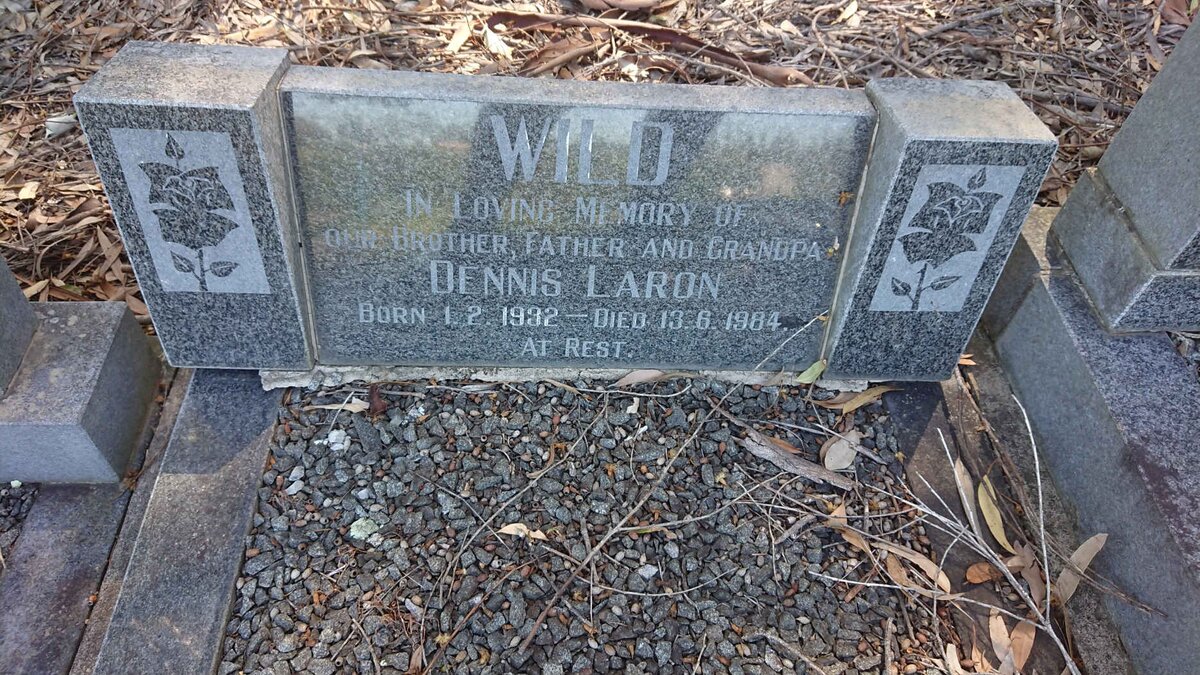 WILD
IN LOVING MEMORY OF
OUR BROTHER, FATHER AND GRANDPA
DENNIS LARON
BORN 1.2.1932 — DIED 13.6.1984
AT REST.